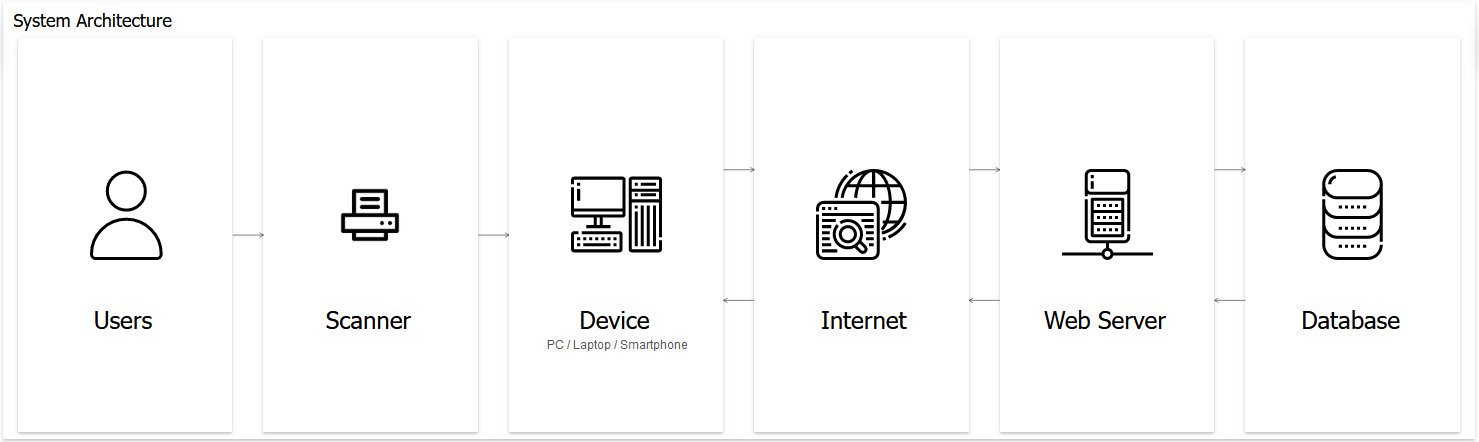 System Architecture
Users
Scanner
Device
PC / Laptop / Smartphone
Internet
Web Server
Database